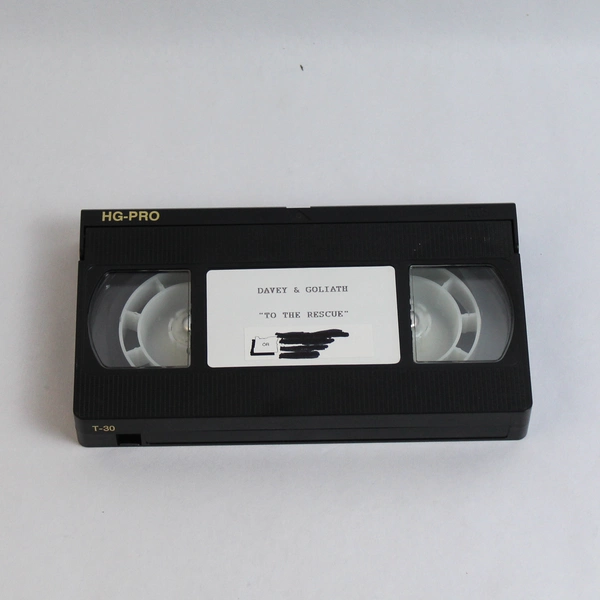 HG-PRO
DAVEY & GOLIATH
"TO THE RESCUE"
T-30